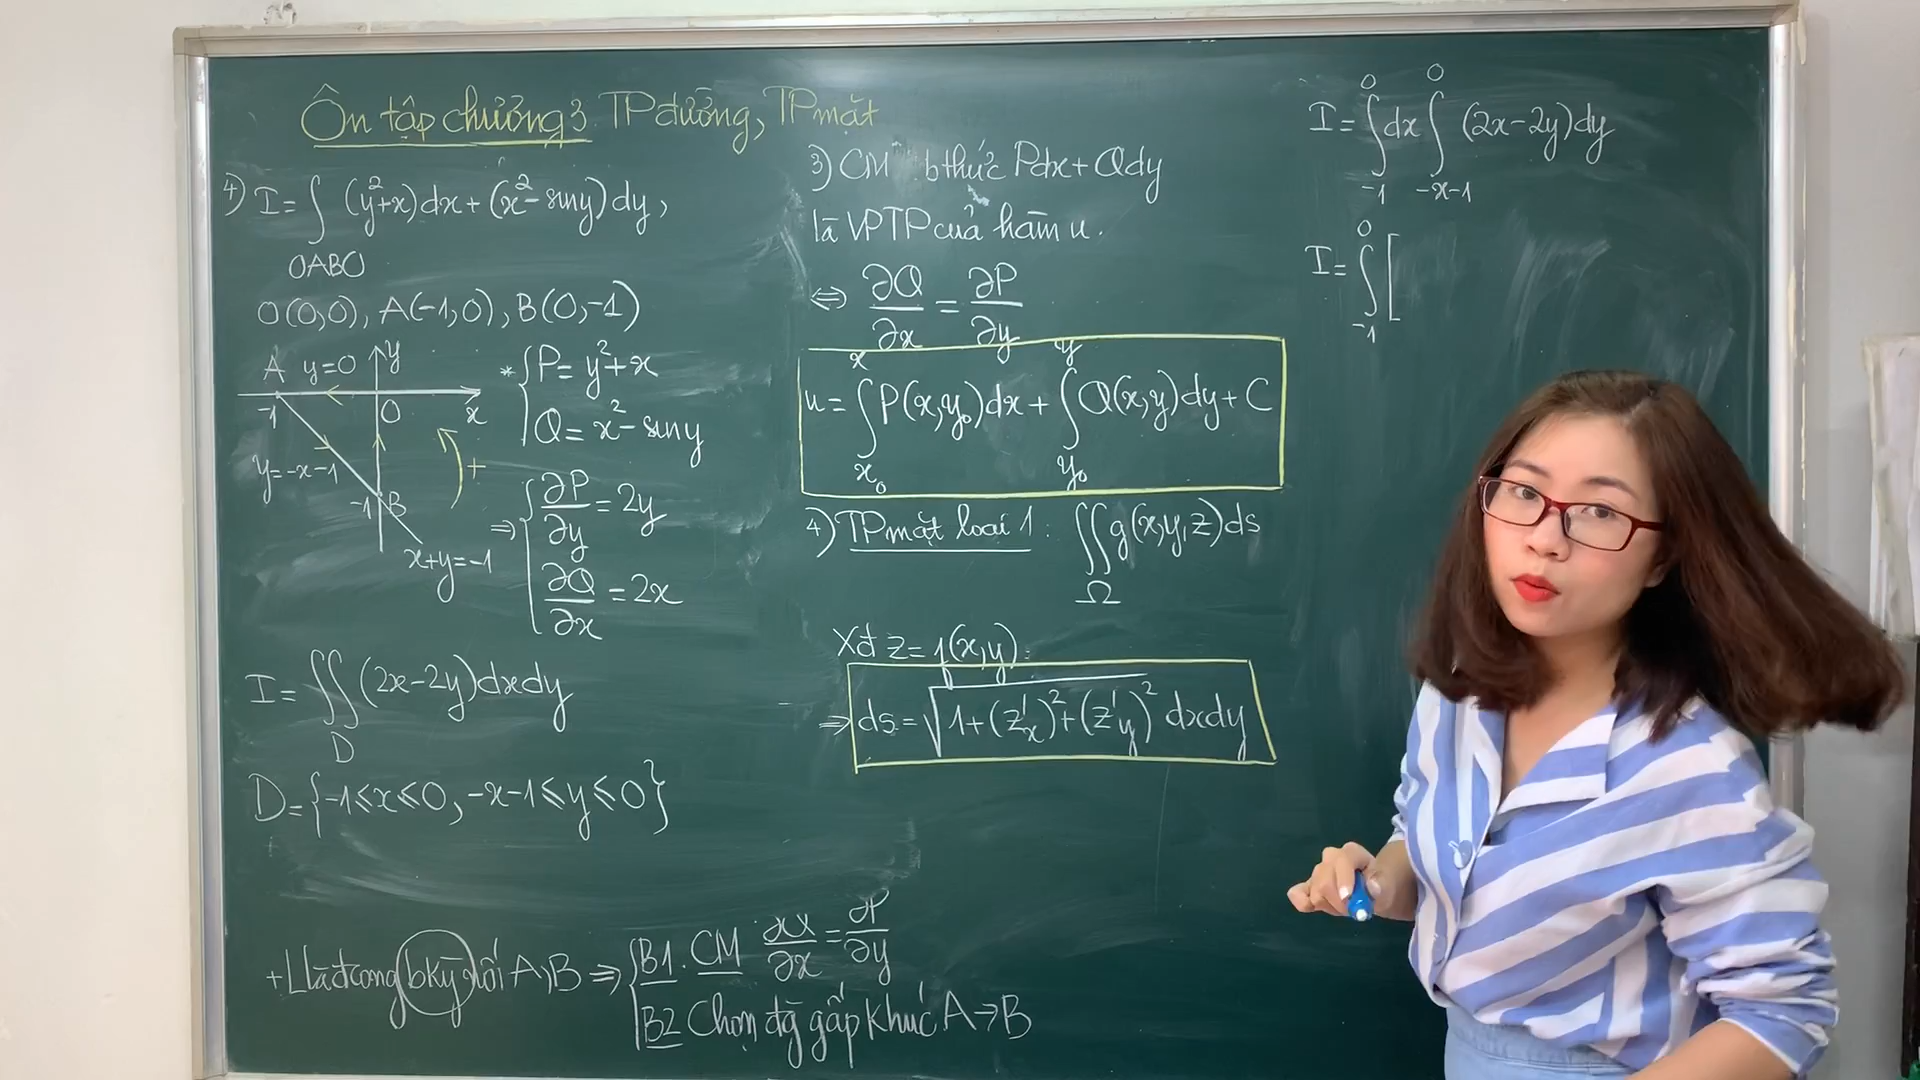 Ôn tập chương 3 TP đường, TP mặt
4) I = ∫ (y²+x)dx + (x² - siny)dy,
OABO
O(0,0), A(-1,0), B(0,-1)
A y=0 y
-1 O x
y=-x-1 +
-1 B
x+y=-1
* { P = y²+x
Q = x² - siny
⇒ { ∂P/∂y = 2y
∂Q/∂x = 2x
I = ∬ (2x-2y)dxdy
D
D = {-1⩽x⩽0, -x-1⩽y⩽0}
+ L là đcong bkỳ nối A,B ⇒ { B1. CM ∂Q/∂x = ∂P/∂y
B2 Chọn đg gấp khúc A→B
3) CM bthức Pdx + Qdy
là VPTP của hàm u.
⇔ ∂Q/∂x = ∂P/∂y
u = ∫_{x₀}^{x} P(x,y₀)dx + ∫_{y₀}^{y} Q(x,y)dy + C
4) TP mặt loại 1: ∬ g(x,y,z)ds
Ω
Xđ z = f(x,y):
⇒ ds = √(1+(z'x)²+(z'y)²) dxdy
I = ∫_{-1}^{0} dx ∫_{-x-1}^{0} (2x-2y)dy
I = ∫_{-1}^{0} [